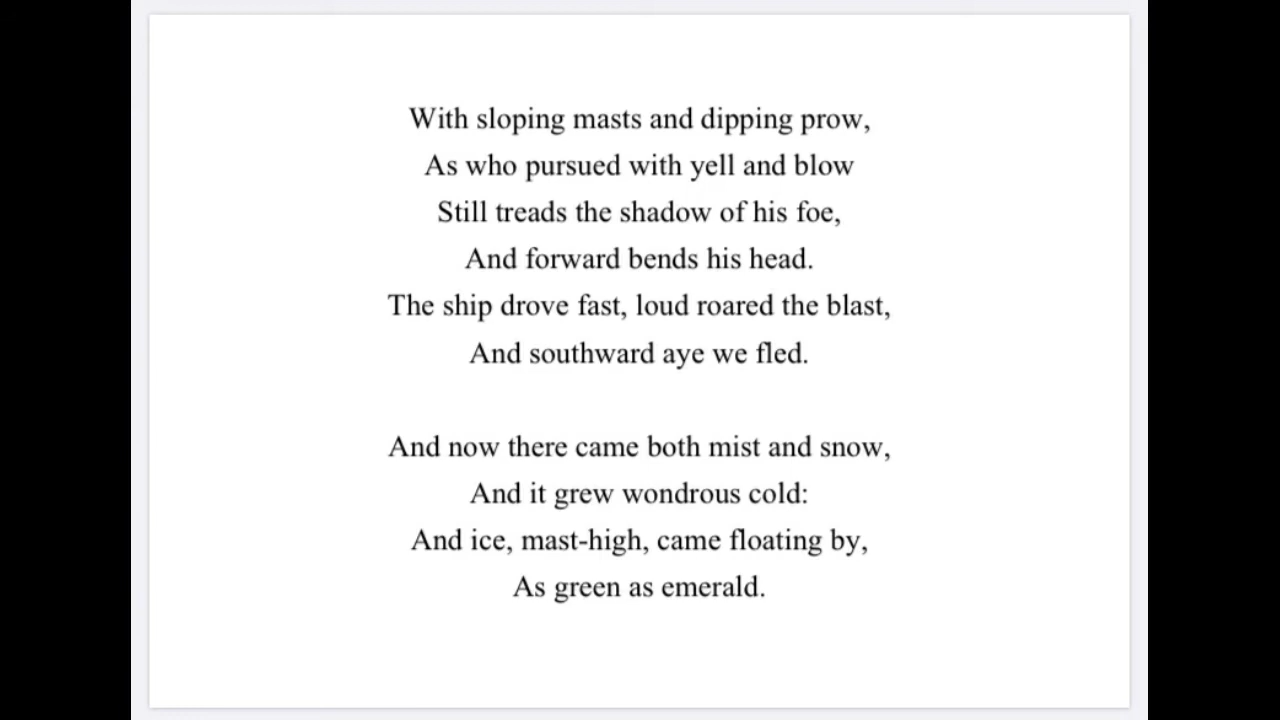 With sloping masts and dipping prow,
As who pursued with yell and blow
Still treads the shadow of his foe,
And forward bends his head.
The ship drove fast, loud roared the blast,
And southward aye we fled.
And now there came both mist and snow,
And it grew wondrous cold:
And ice, mast-high, came floating by,
As green as emerald.